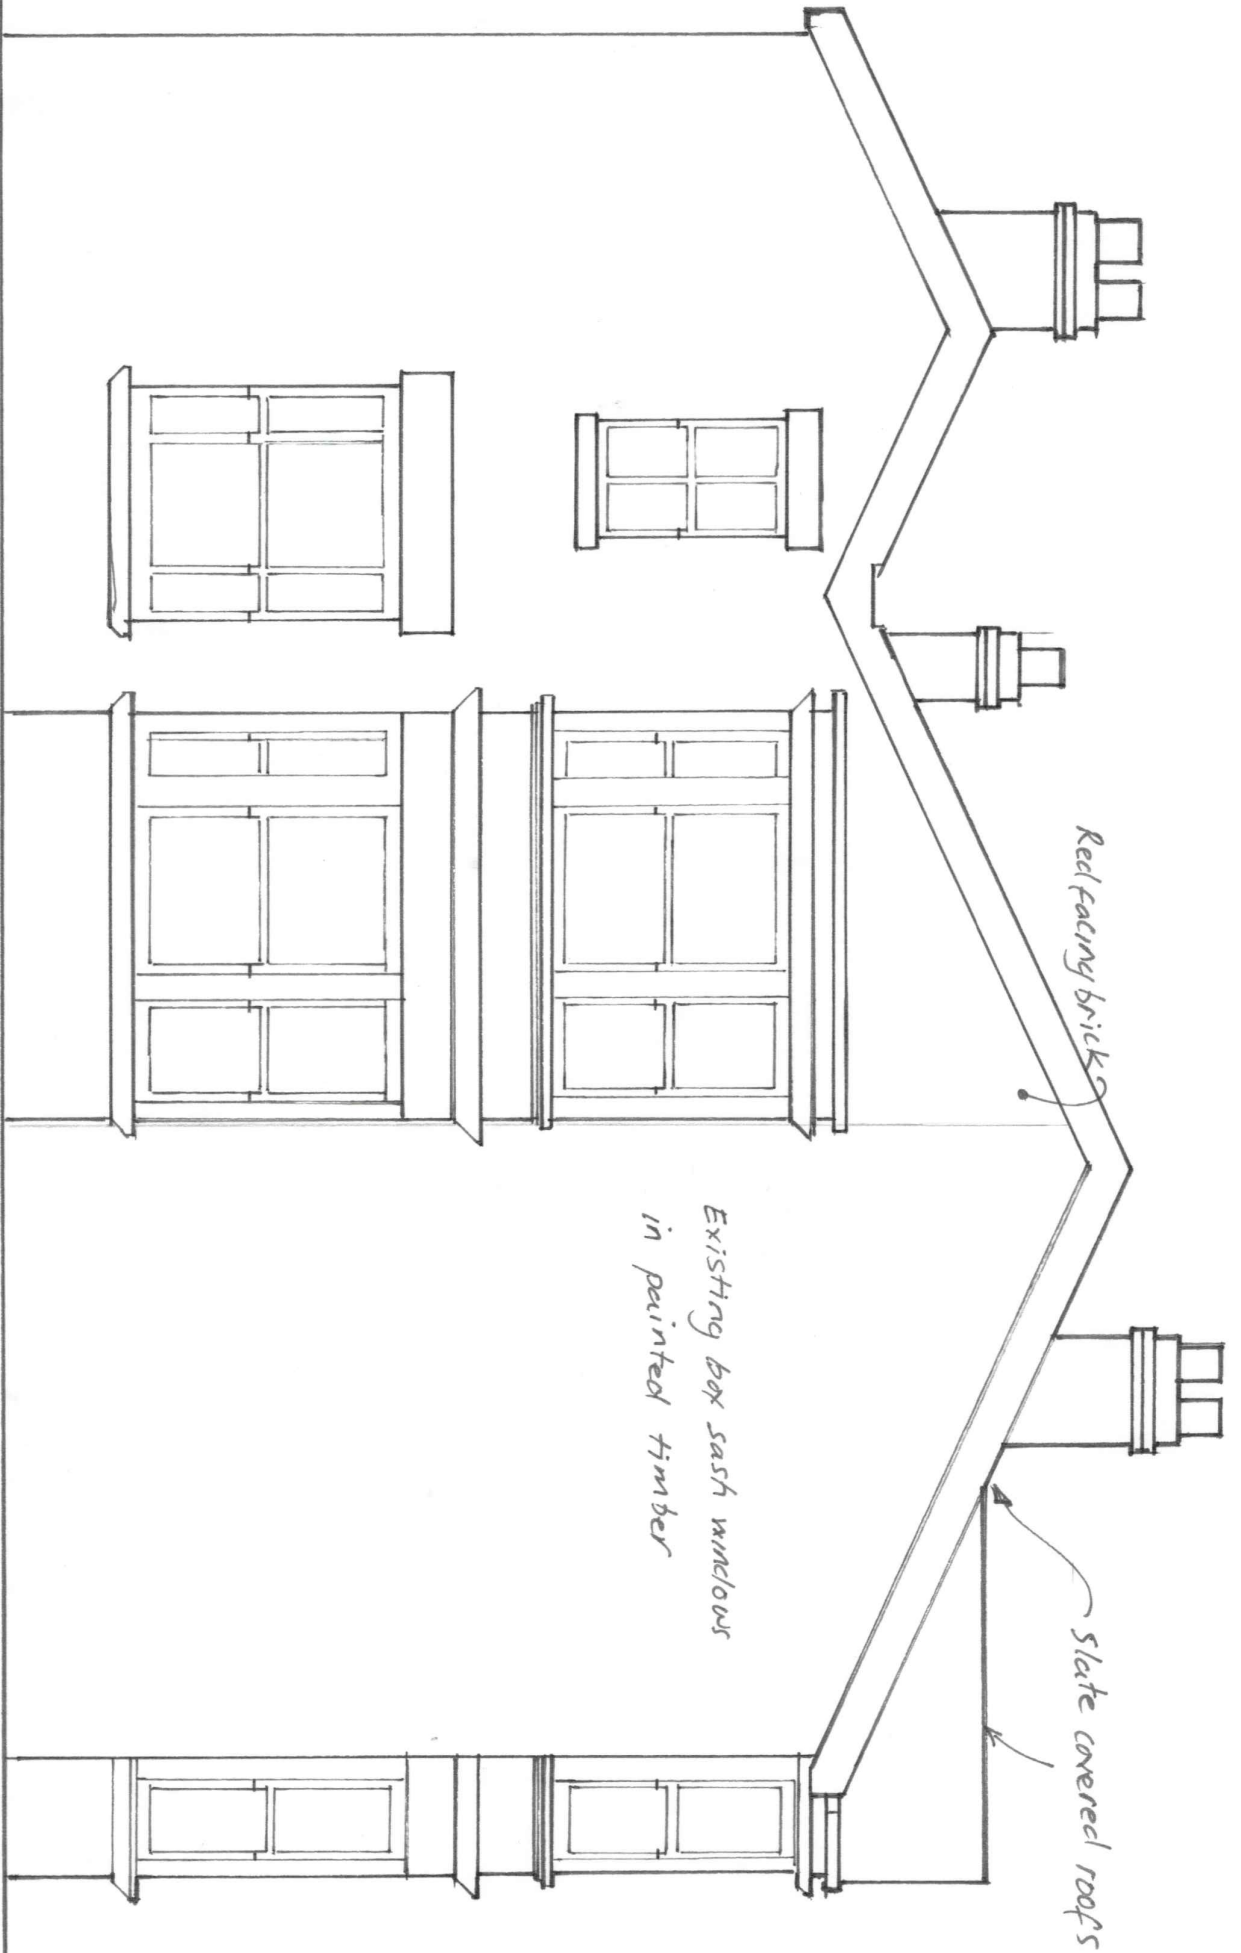 Red facing brick
Slate covered roofs
Existing box sash windows
in painted timber